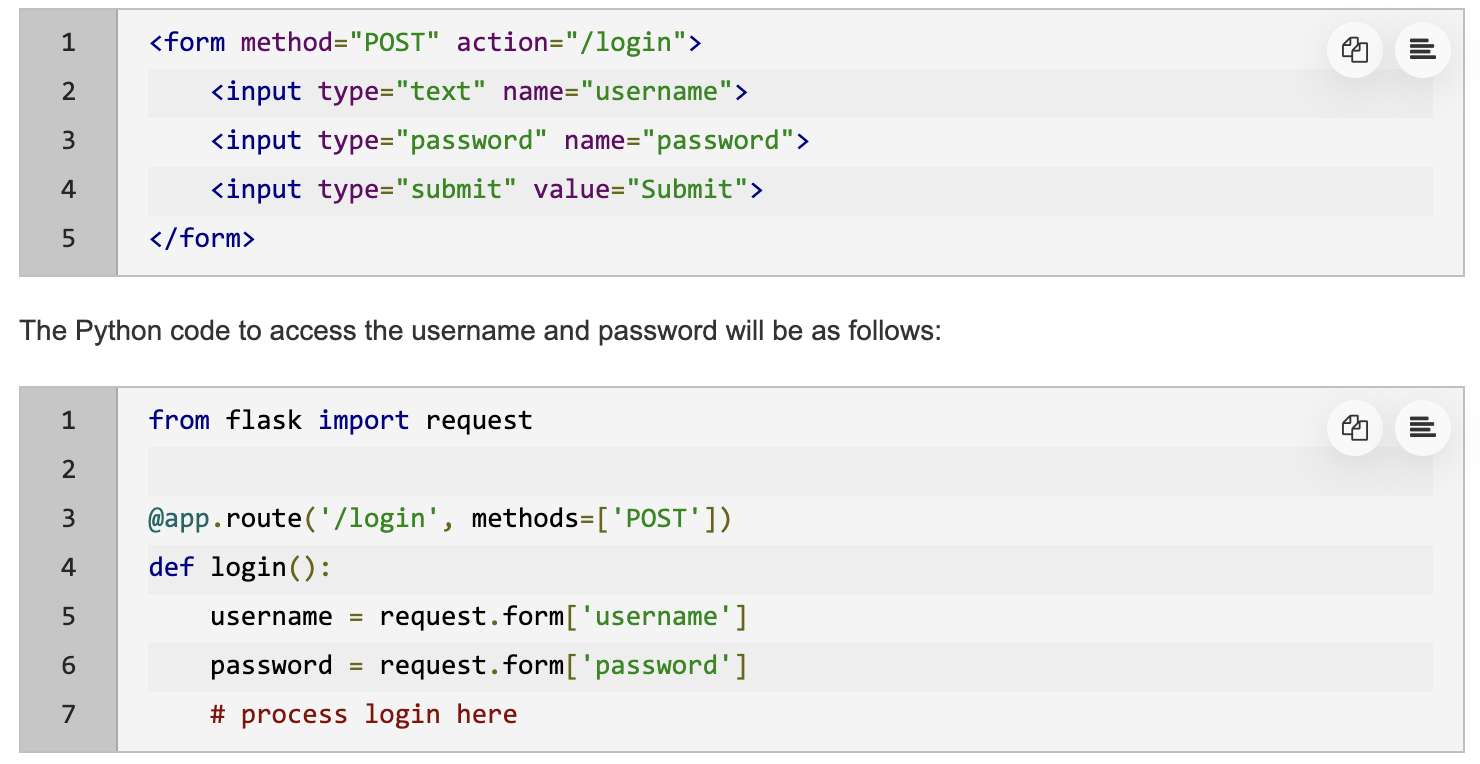 1 <form method="POST" action="/login">
2     <input type="text" name="username">
3     <input type="password" name="password">
4     <input type="submit" value="Submit">
5 </form>
The Python code to access the username and password will be as follows:
1 from flask import request
2
3 @app.route('/login', methods=['POST'])
4 def login():
5     username = request.form['username']
6     password = request.form['password']
7     # process login here